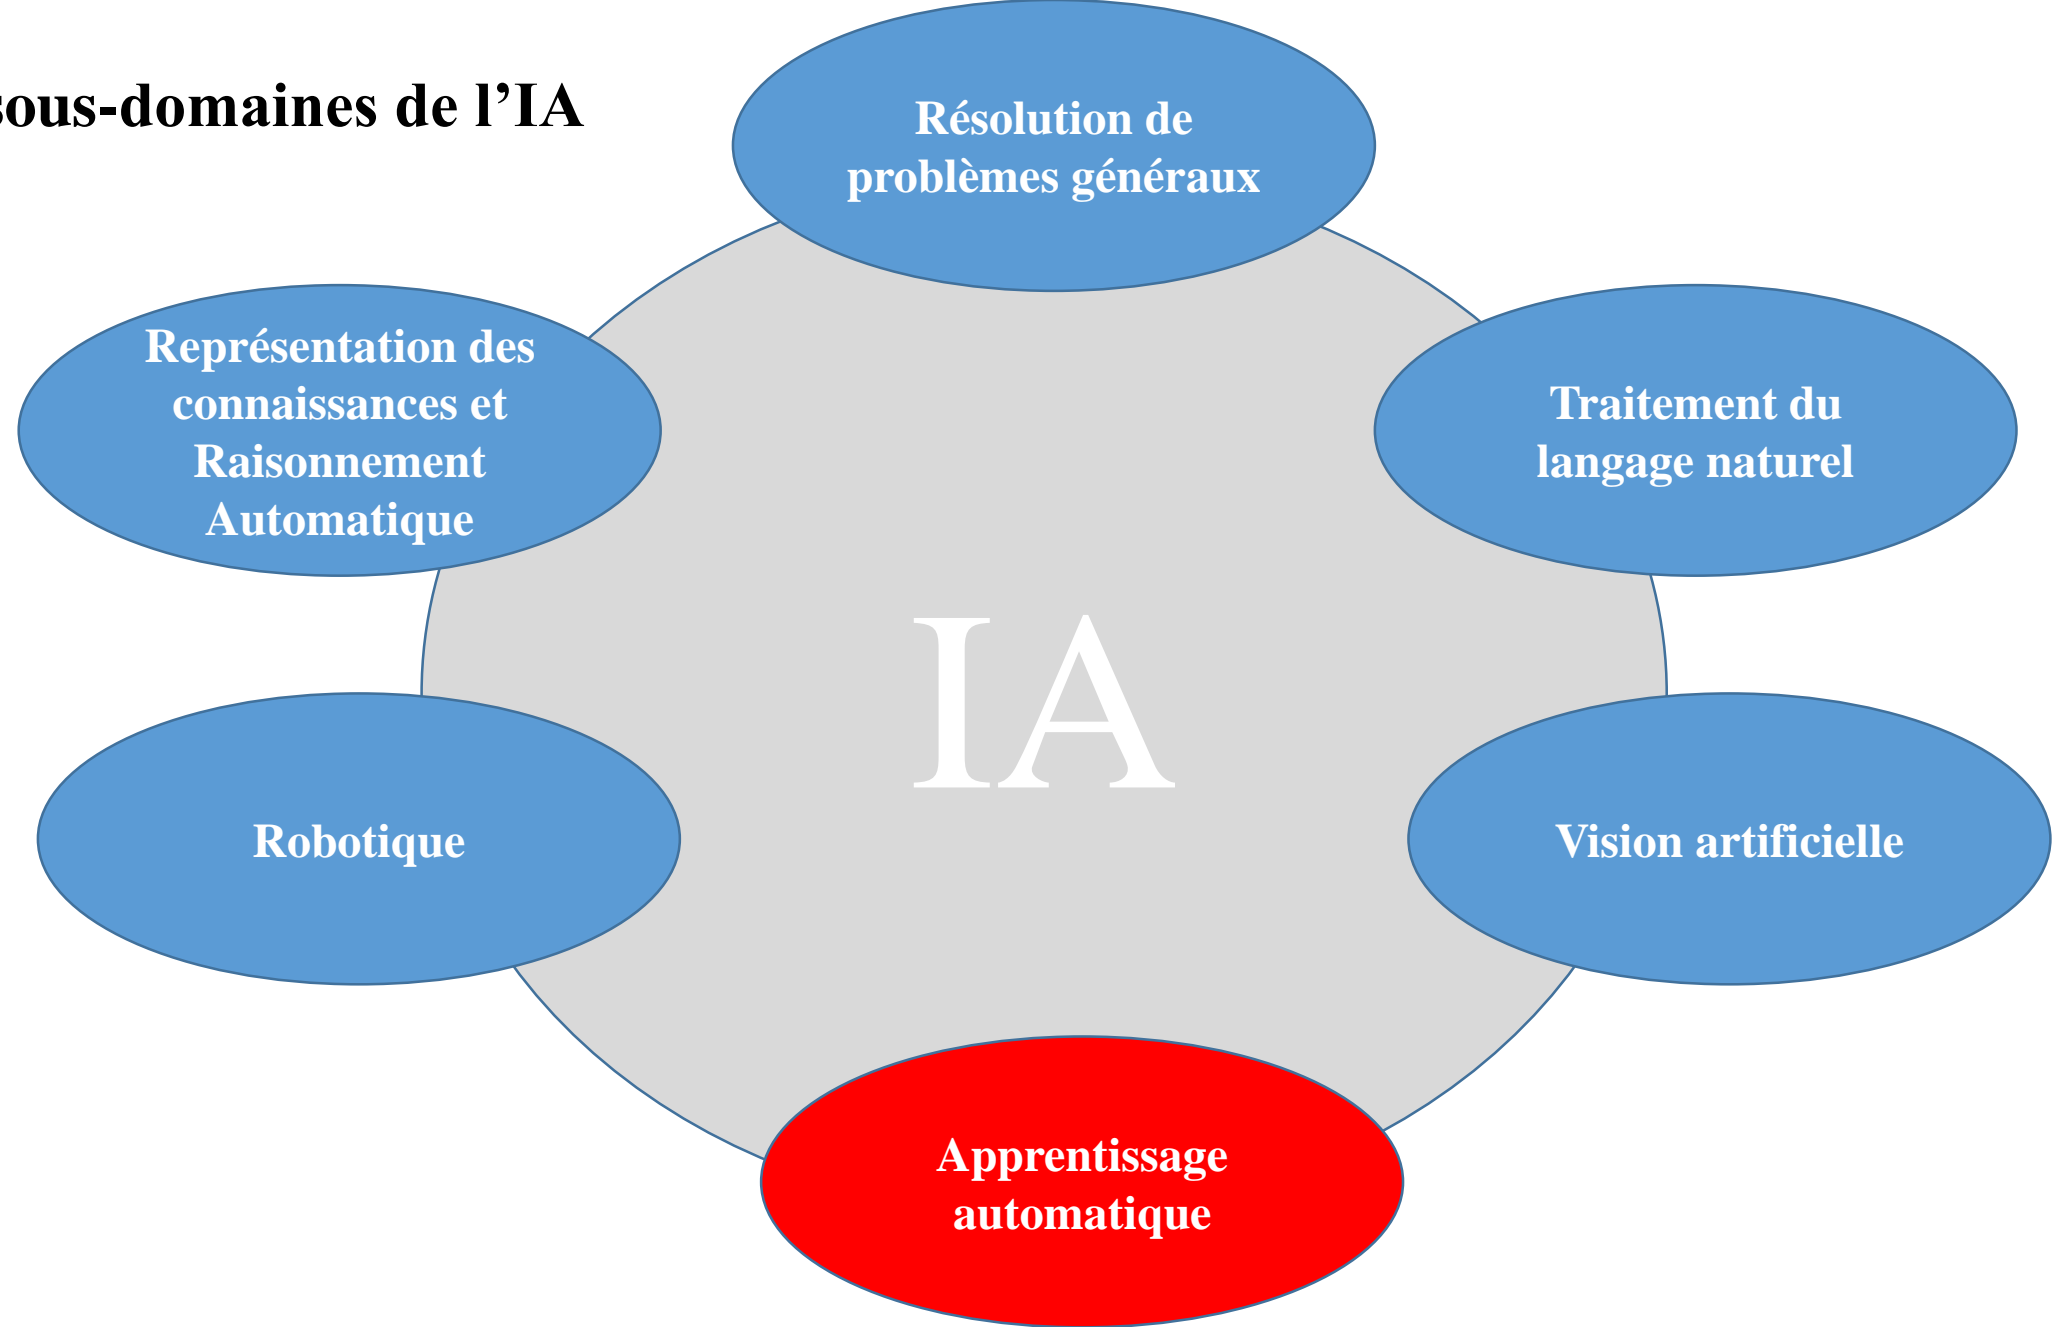 sous-domaines de l’IA
Résolution de
problèmes généraux
Représentation des
connaissances et
Raisonnement
Automatique
Traitement du
langage naturel
IA
Robotique
Vision artificielle
Apprentissage
automatique